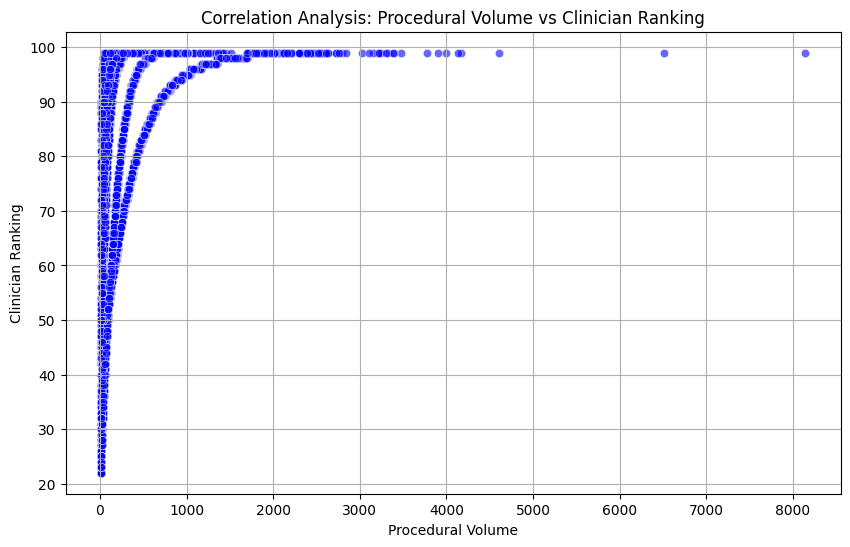 Correlation Analysis: Procedural Volume vs Clinician Ranking
100
90
80
70
60
50
40
30
20
Clinician Ranking
0 1000 2000 3000 4000 5000 6000 7000 8000
Procedural Volume